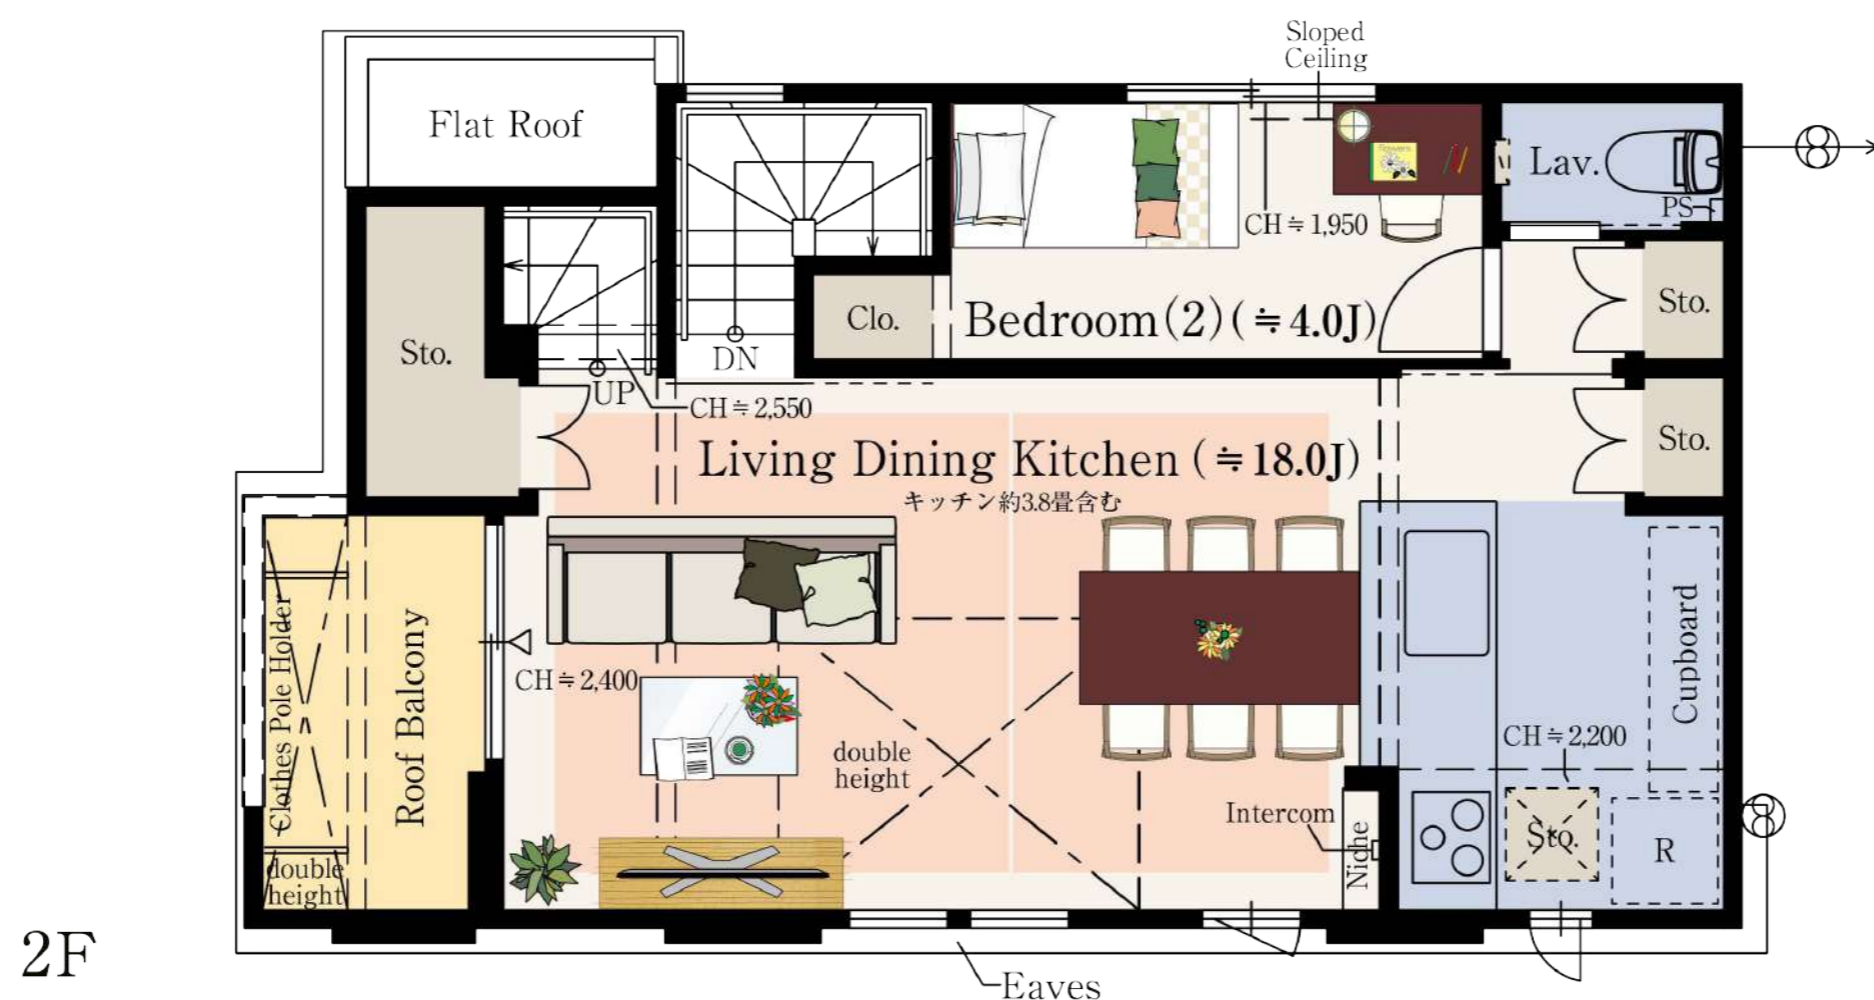 Sloped
Ceiling
Flat Roof
Lav.
PS
CH≒1,950
Sto.
Clo.
Bedroom(2)(≒4.0J)
Sto.
DN
UP
CH≒2,550
Living Dining Kitchen (≒18.0J)
キッチン約3.8畳含む
Sto.
Clothes Pole Holder
Roof Balcony
CH≒2,400
double
height
Cupboard
CH≒2,200
Intercom
Niche
Sto.
R
double
height
2F
Eaves
flowers